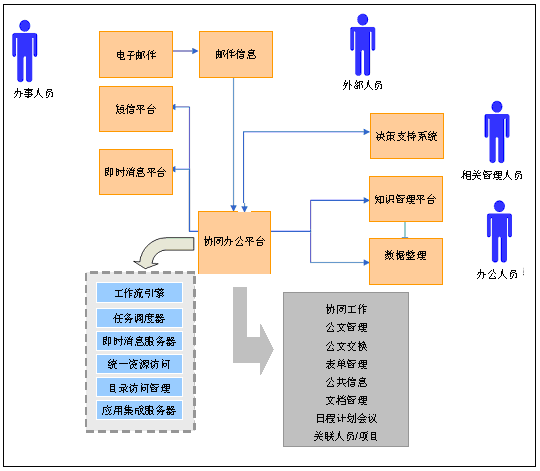 办事人员
电子邮件
邮件信息
外部人员
短信平台
决策支持系统
即时消息平台
相关管理人员
知识管理平台
协同办公平台
数据整理
办公人员
工作流引擎
任务调度器
即时消息服务器
统一资源访问
目录访问管理
应用集成服务器
协同工作
公文管理
公文交换
表单管理
公共信息
文档管理
日程计划会议
关联人员/项目